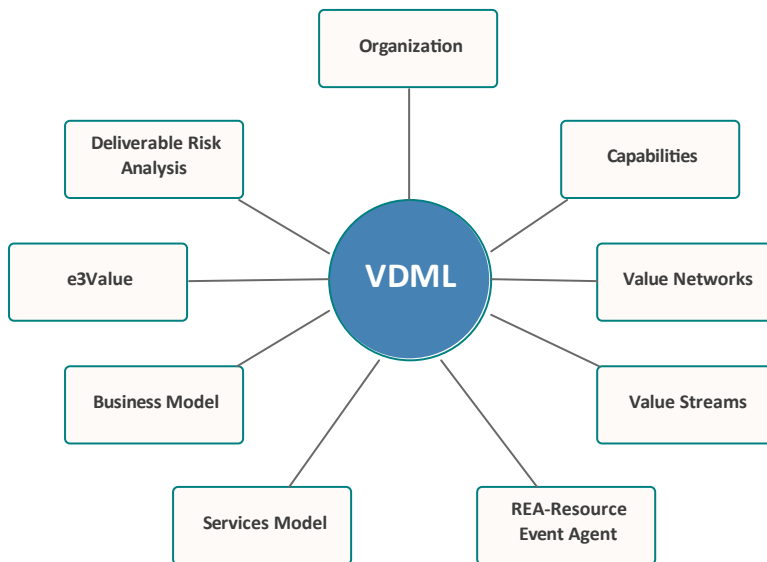 Organization
Deliverable Risk
Analysis
Capabilities
e3Value
VDML
Value Networks
Business Model
Value Streams
Services Model
REA-Resource
Event Agent